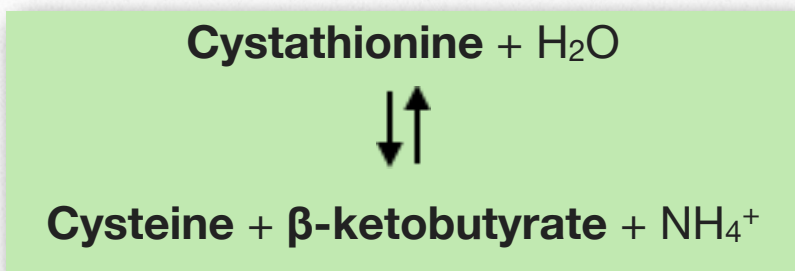 Cystathionine + H₂O
Cysteine + β-ketobutyrate + NH₄⁺